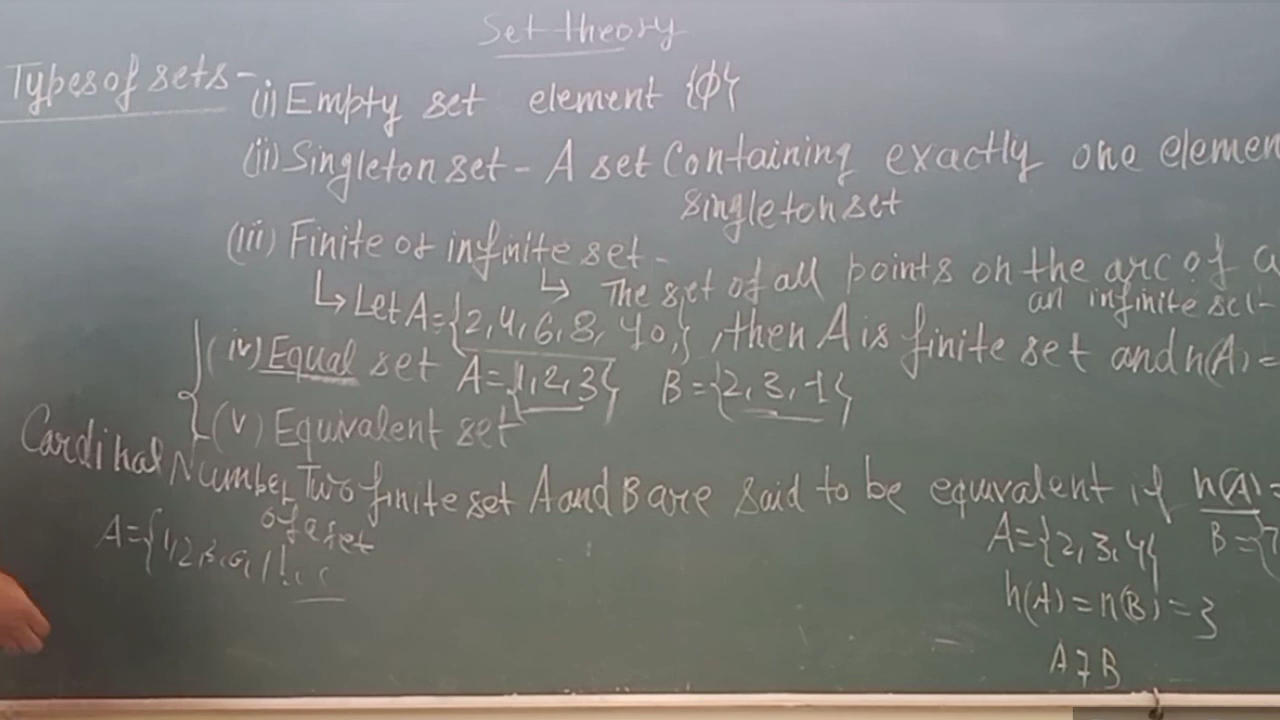 Set theory
Types of sets - (i) Empty set element {ϕ}
(ii) Singleton set - A set Containing exactly one elemen
singleton set
(iii) Finite or infinite set -
↳ The set of all points on the arc of a
an infinite set
↳ Let A={2,4,6,8,40,}, then A is finite set and n(A) =
(iv) Equal set A={1,2,3} B={2,3,1}
(v) Equivalent set
Cardinal Number of a set
Two finite set A and B are said to be equivalent if n(A) =
A={2,3,4} B={7
n(A) = n(B) = 3
A={1,2